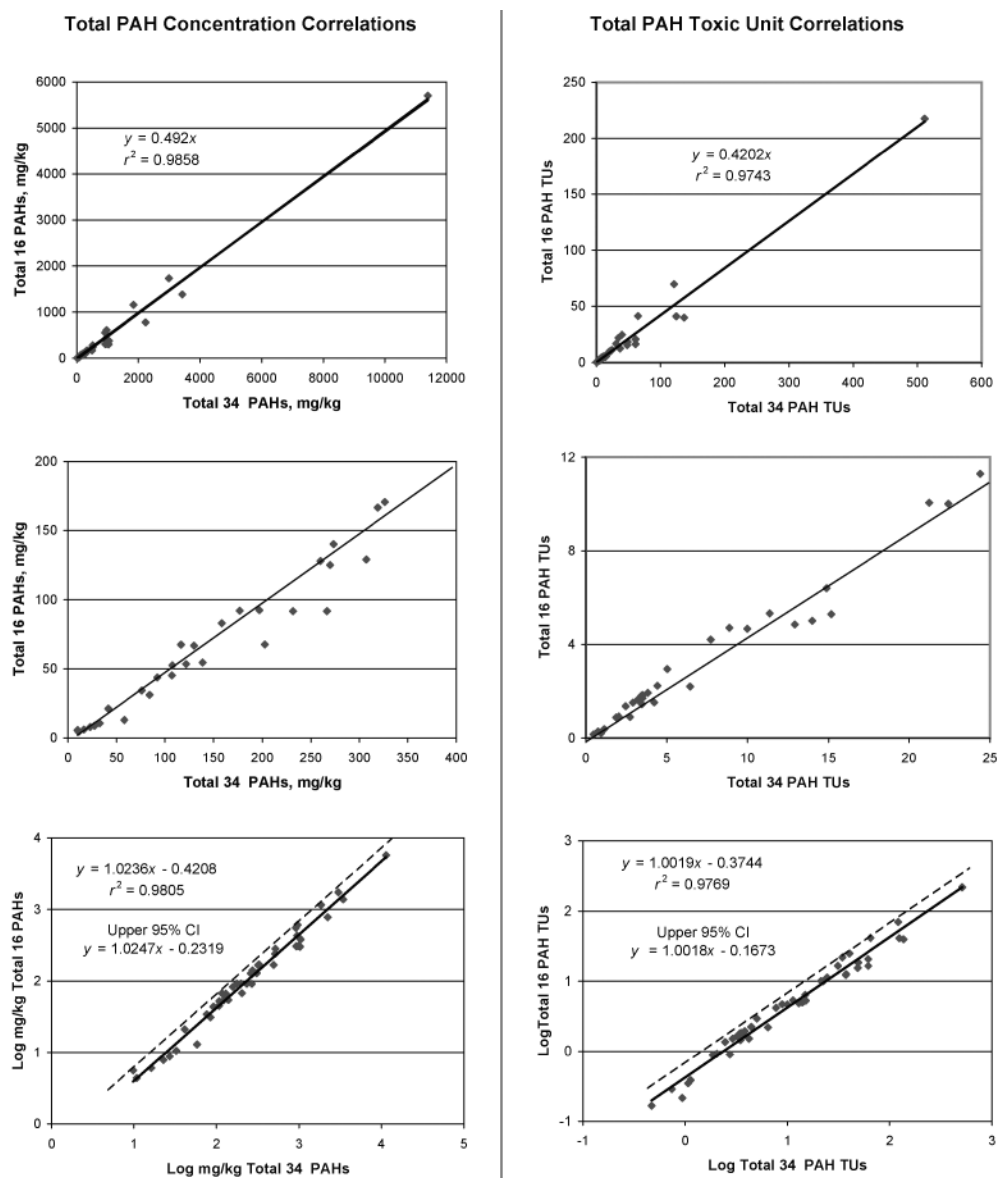 Total PAH Concentration Correlations
6000
5000
4000
3000
2000
1000
0
Total 16 PAHs, mg/kg
y = 0.492x
r² = 0.9858
0 2000 4000 6000 8000 10000 12000
Total 34 PAHs, mg/kg
200
150
100
50
0
Total 16 PAHs, mg/kg
0 50 100 150 200 250 300 350 400
Total 34 PAHs, mg/kg
4
3
2
1
0
Log mg/kg Total 16 PAHs
y = 1.0236x - 0.4208
r² = 0.9805
Upper 95% CI
y = 1.0247x - 0.2319
0 1 2 3 4 5
Log mg/kg Total 34 PAHs
Total PAH Toxic Unit Correlations
250
200
150
100
50
0
Total 16 PAH TUs
y = 0.4202x
r² = 0.9743
0 100 200 300 400 500 600
Total 34 PAH TUs
12
8
4
0
Total 16 PAH TUs
0 5 10 15 20 25
Total 34 PAH TUs
3
2
1
0
-1
LogTotal 16 PAH TUs
y = 1.0019x - 0.3744
r² = 0.9769
Upper 95% CI
y = 1.0018x - 0.1673
-1 0 1 2 3
Log Total 34 PAH TUs